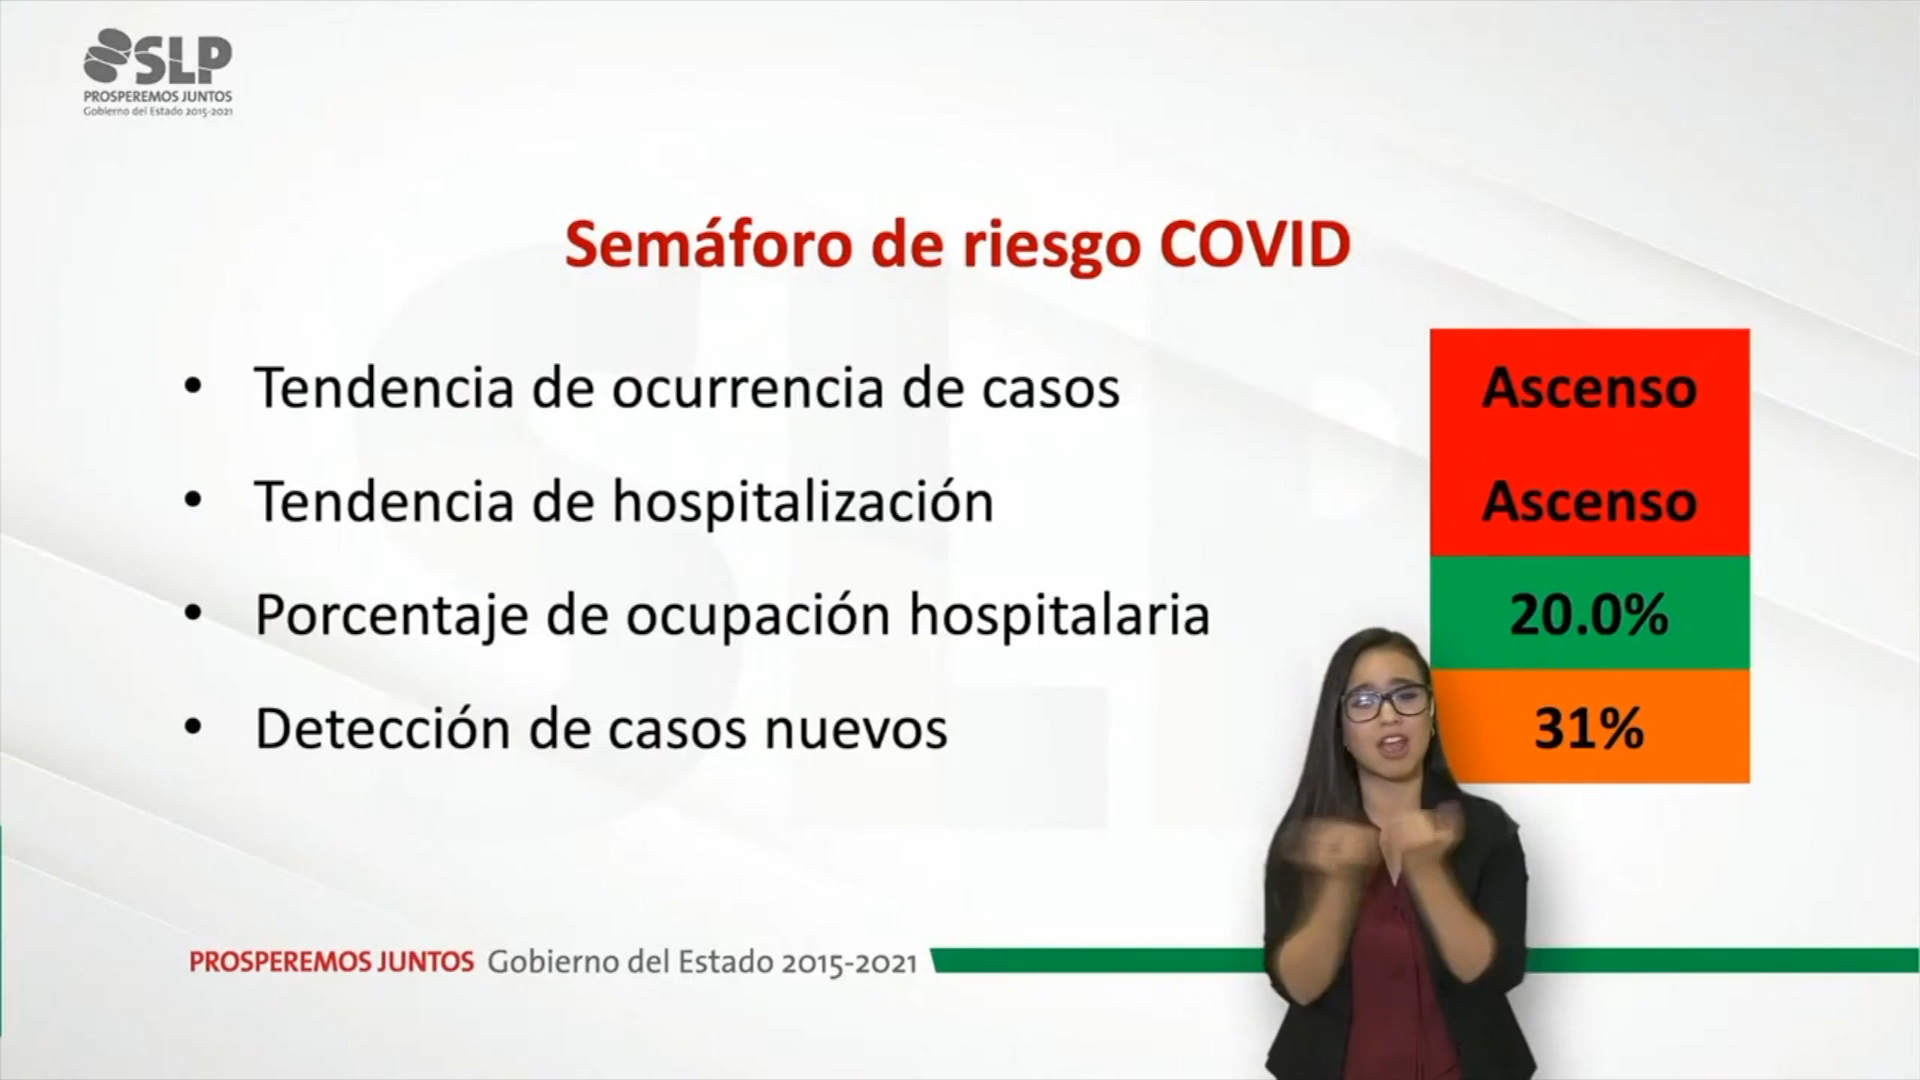 SLP
PROSPEREMOS JUNTOS
Gobierno del Estado 2015-2021
Semáforo de riesgo COVID
• Tendencia de ocurrencia de casos Ascenso
• Tendencia de hospitalización Ascenso
• Porcentaje de ocupación hospitalaria 20.0%
• Detección de casos nuevos 31%
PROSPEREMOS JUNTOS Gobierno del Estado 2015-2021